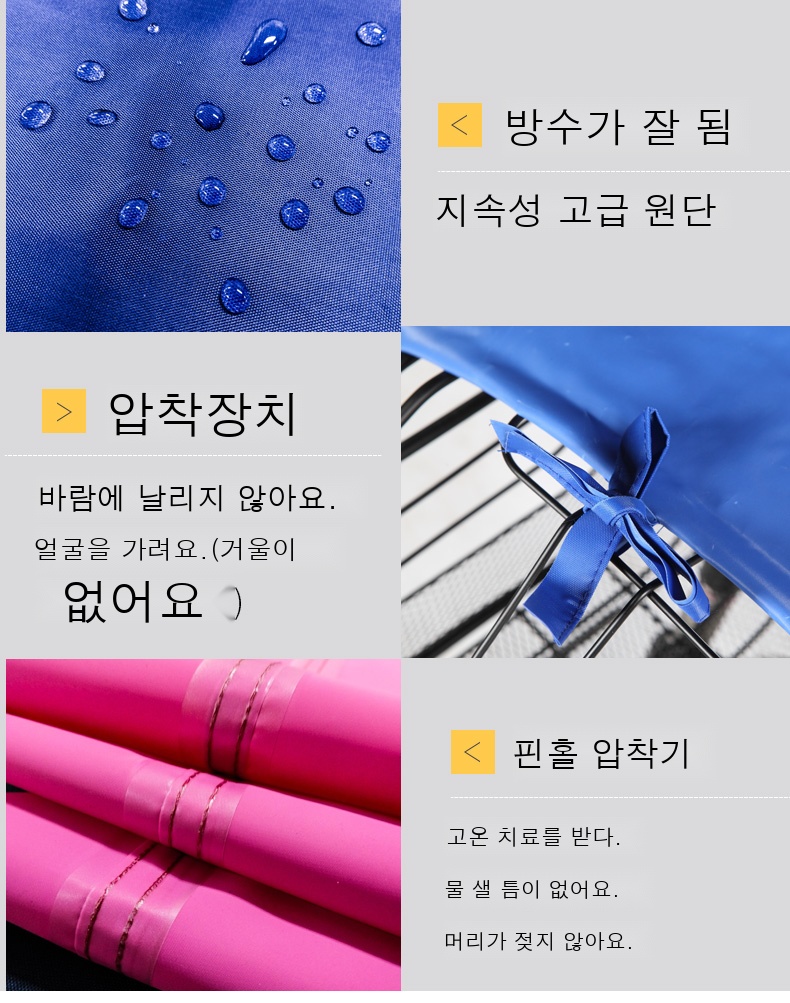 방수가 잘 됨
지속성 고급 원단
압착장치
바람에 날리지 않아요.
얼굴을 가려요.(거울이
없어요 )
핀홀 압착기
고온 치료를 받다.
물 샐 틈이 없어요.
머리가 젖지 않아요.